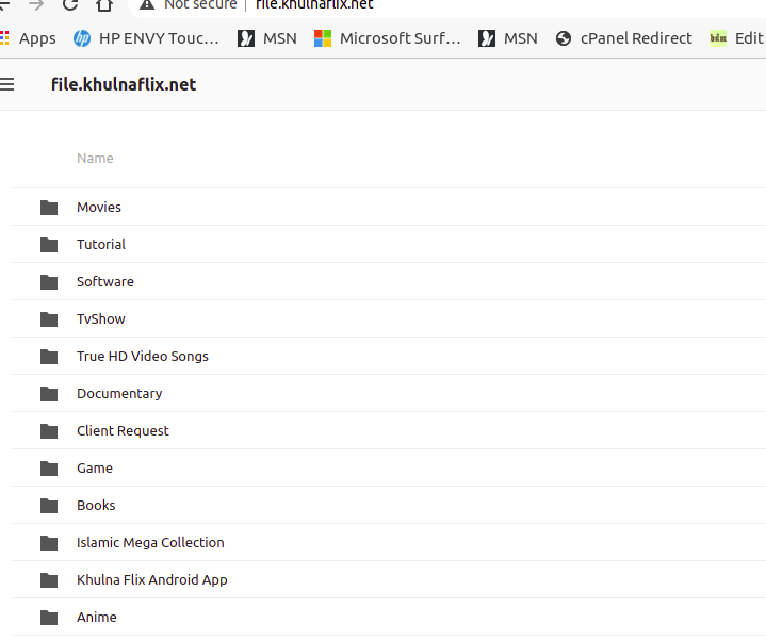 Not secure | file.khulnaflix.net
Apps HP ENVY Touc... MSN Microsoft Surf... MSN cPanel Redirect bdm Edit
file.khulnaflix.net
Name
Movies
Tutorial
Software
TvShow
True HD Video Songs
Documentary
Client Request
Game
Books
Islamic Mega Collection
Khulna Flix Android App
Anime